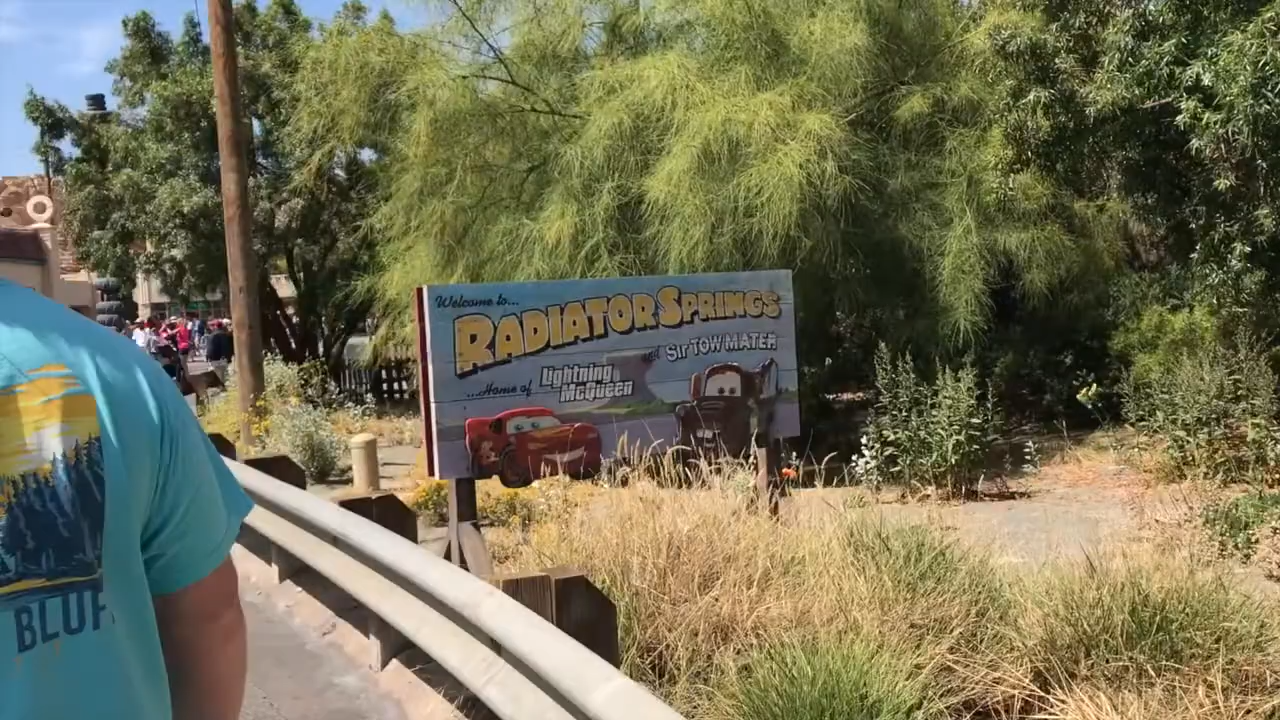 Welcome to...
RADIATOR SPRINGS
...Home of Lightning McQueen
and Sir TOW MATER
BLUF